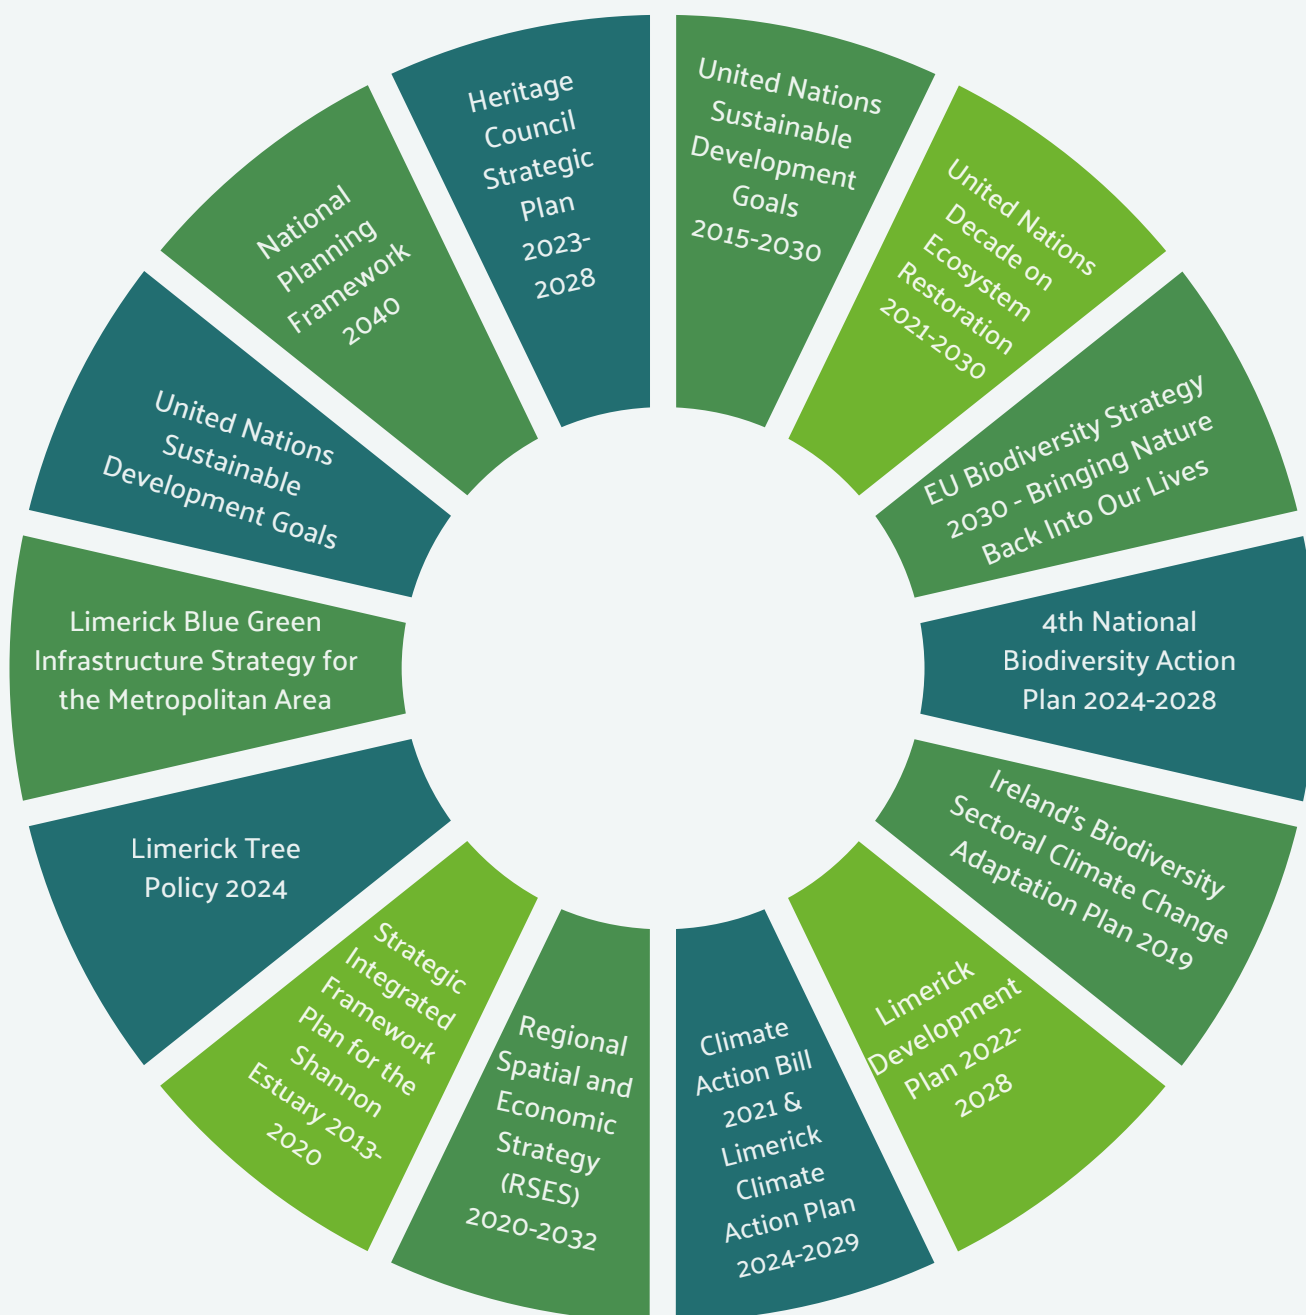 United Nations
Sustainable
Development
Goals
2015-2030
United Nations
Decade on
Ecosystem
Restoration
2021-2030
EU Biodiversity Strategy
2030 - Bringing Nature
Back Into Our Lives
4th National
Biodiversity Action
Plan 2024-2028
Ireland's Biodiversity
Sectoral Climate Change
Adaptation Plan 2019
Limerick
Development
Plan 2022-
2028
Climate
Action Bill
2021 &
Limerick
Climate
Action Plan
2024-2029
Regional
Spatial and
Economic
Strategy
(RSES)
2020-2032
Strategic
Integrated
Framework
Plan for the
Shannon
Estuary 2013-
2020
Limerick Tree
Policy 2024
Limerick Blue Green
Infrastructure Strategy for
the Metropolitan Area
United Nations
Sustainable
Development Goals
National
Planning
Framework
2040
Heritage
Council
Strategic
Plan
2023-
2028